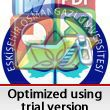 ESKİŞEHİR OSMANGAZİ ÜNİVERSİTESİ
Optimized using
trial version